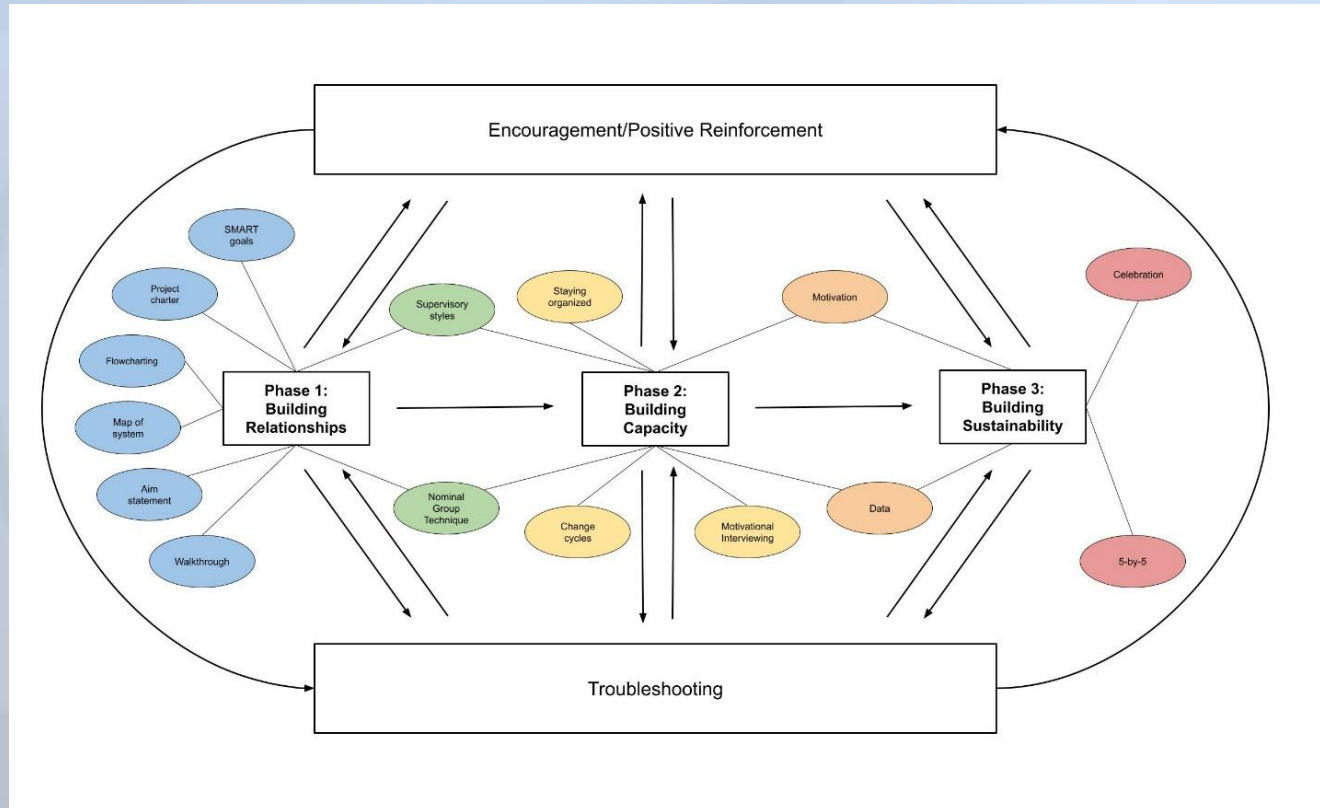 Encouragement/Positive Reinforcement
SMART
goals
Project
charter
Flowcharting
Map of
system
Aim
statement
Walkthrough
Supervisory
styles
Staying
organized
Motivation
Celebration
Phase 1:
Building
Relationships
Phase 2:
Building
Capacity
Phase 3:
Building
Sustainability
Nominal
Group
Technique
Change
cycles
Motivational
Interviewing
Data
5-by-5
Troubleshooting